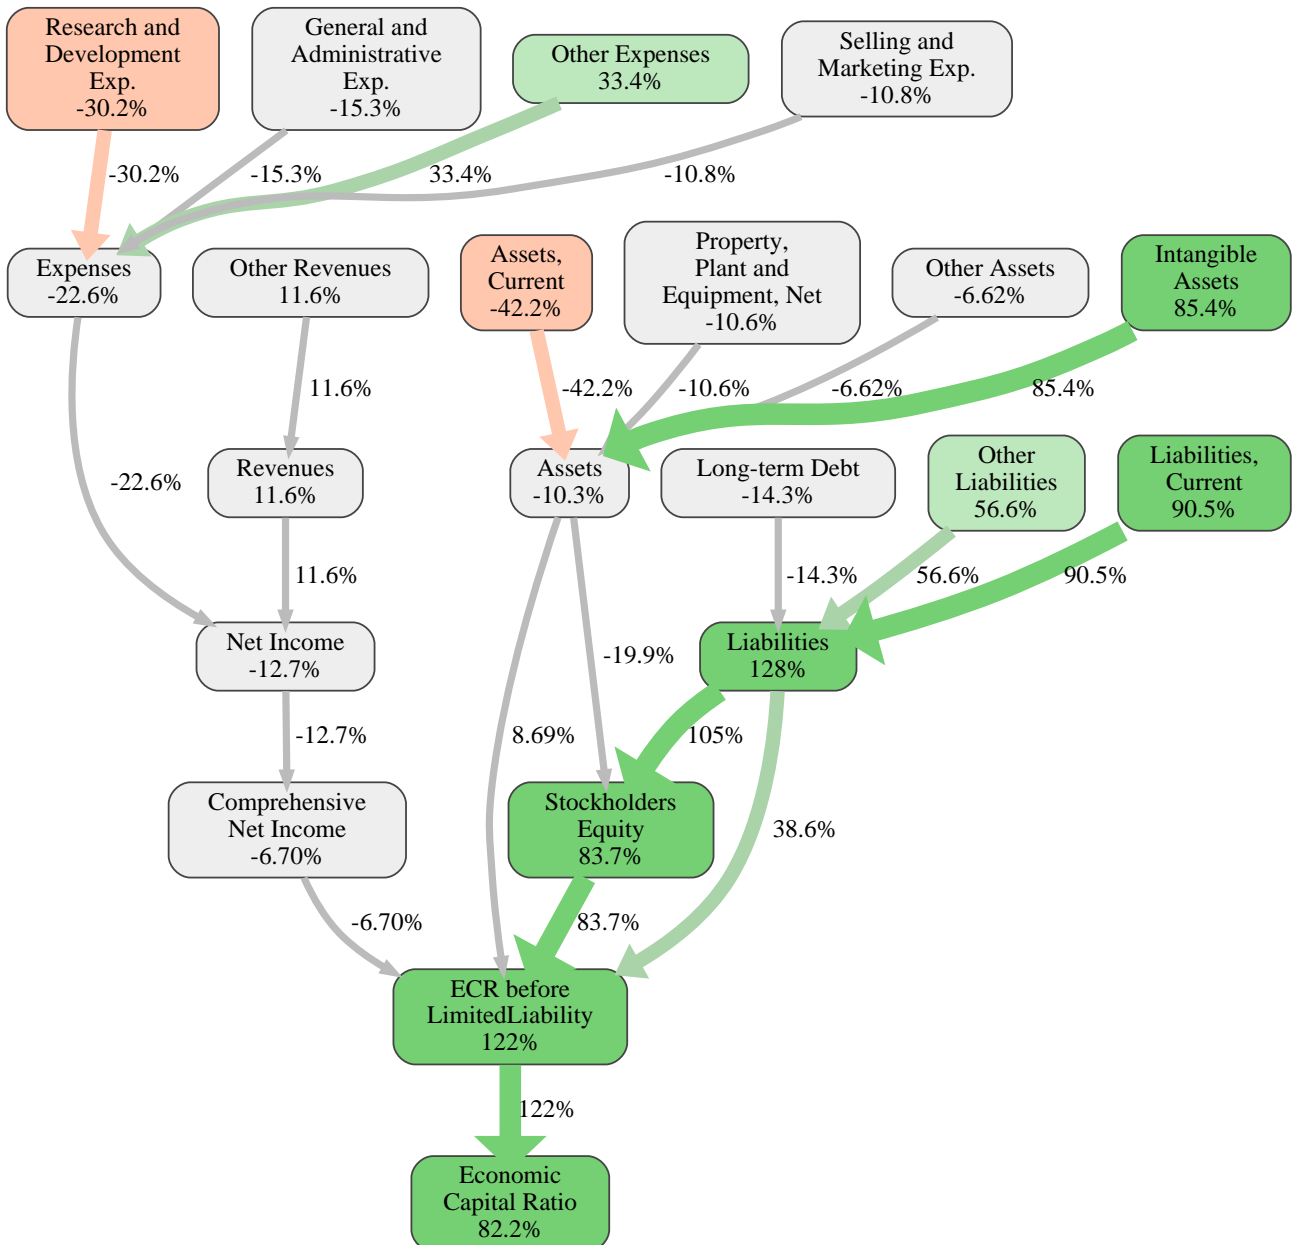 Research and
Development
Exp.
-30.2%
General and
Administrative
Exp.
-15.3%
Other Expenses
33.4%
Selling and
Marketing Exp.
-10.8%
-30.2%
-15.3%
33.4%
-10.8%
Expenses
-22.6%
Other Revenues
11.6%
Assets,
Current
-42.2%
Property,
Plant and
Equipment, Net
-10.6%
Other Assets
-6.62%
Intangible
Assets
85.4%
11.6%
-42.2%
-10.6%
-6.62%
85.4%
-22.6%
Revenues
11.6%
Assets
-10.3%
Long-term Debt
-14.3%
Other
Liabilities
56.6%
Liabilities,
Current
90.5%
11.6%
-14.3%
56.6%
90.5%
Net Income
-12.7%
-19.9%
Liabilities
128%
-12.7%
8.69%
105%
Comprehensive
Net Income
-6.70%
Stockholders
Equity
83.7%
38.6%
-6.70%
83.7%
ECR before
LimitedLiability
122%
122%
Economic
Capital Ratio
82.2%